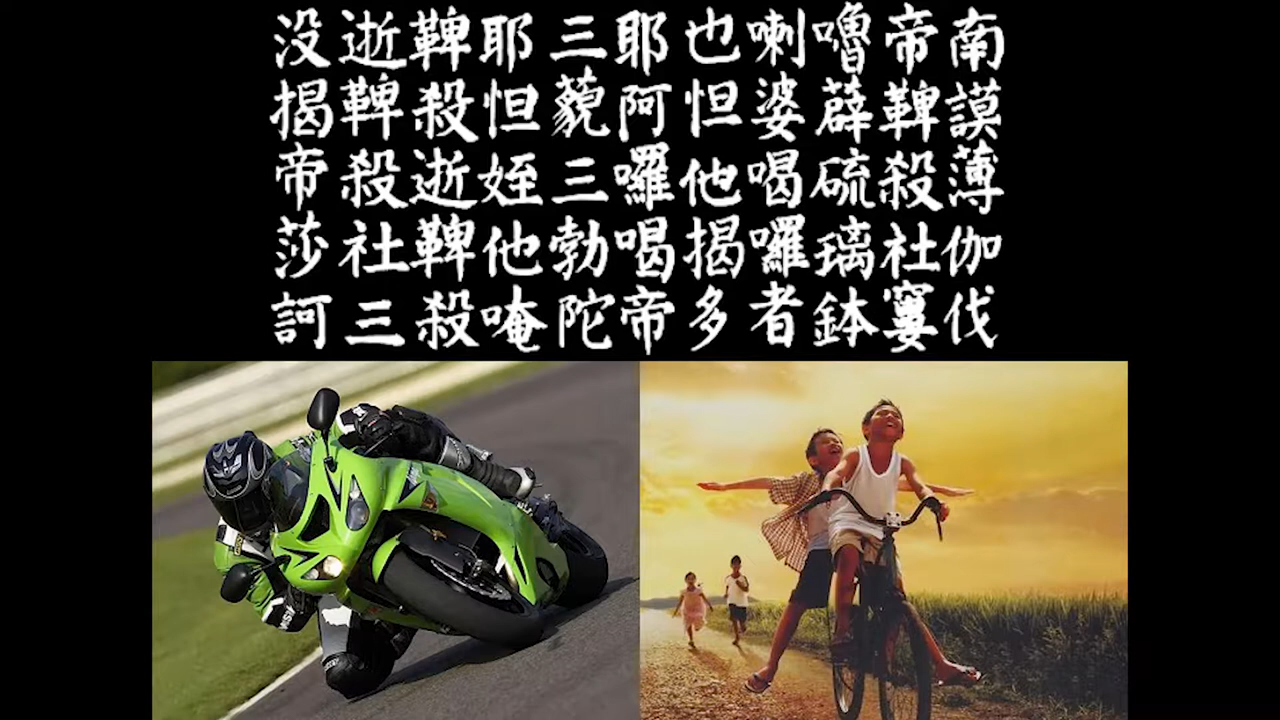 南謨薄伽伐
帝鞞殺社窶
嚕薜硫璃鉢
喇婆喝囉者
也怛他揭多
耶阿囉喝帝
三藐三勃陀
耶怛姪他唵
鞞殺逝鞞殺
逝鞞殺社三
没揭帝莎訶